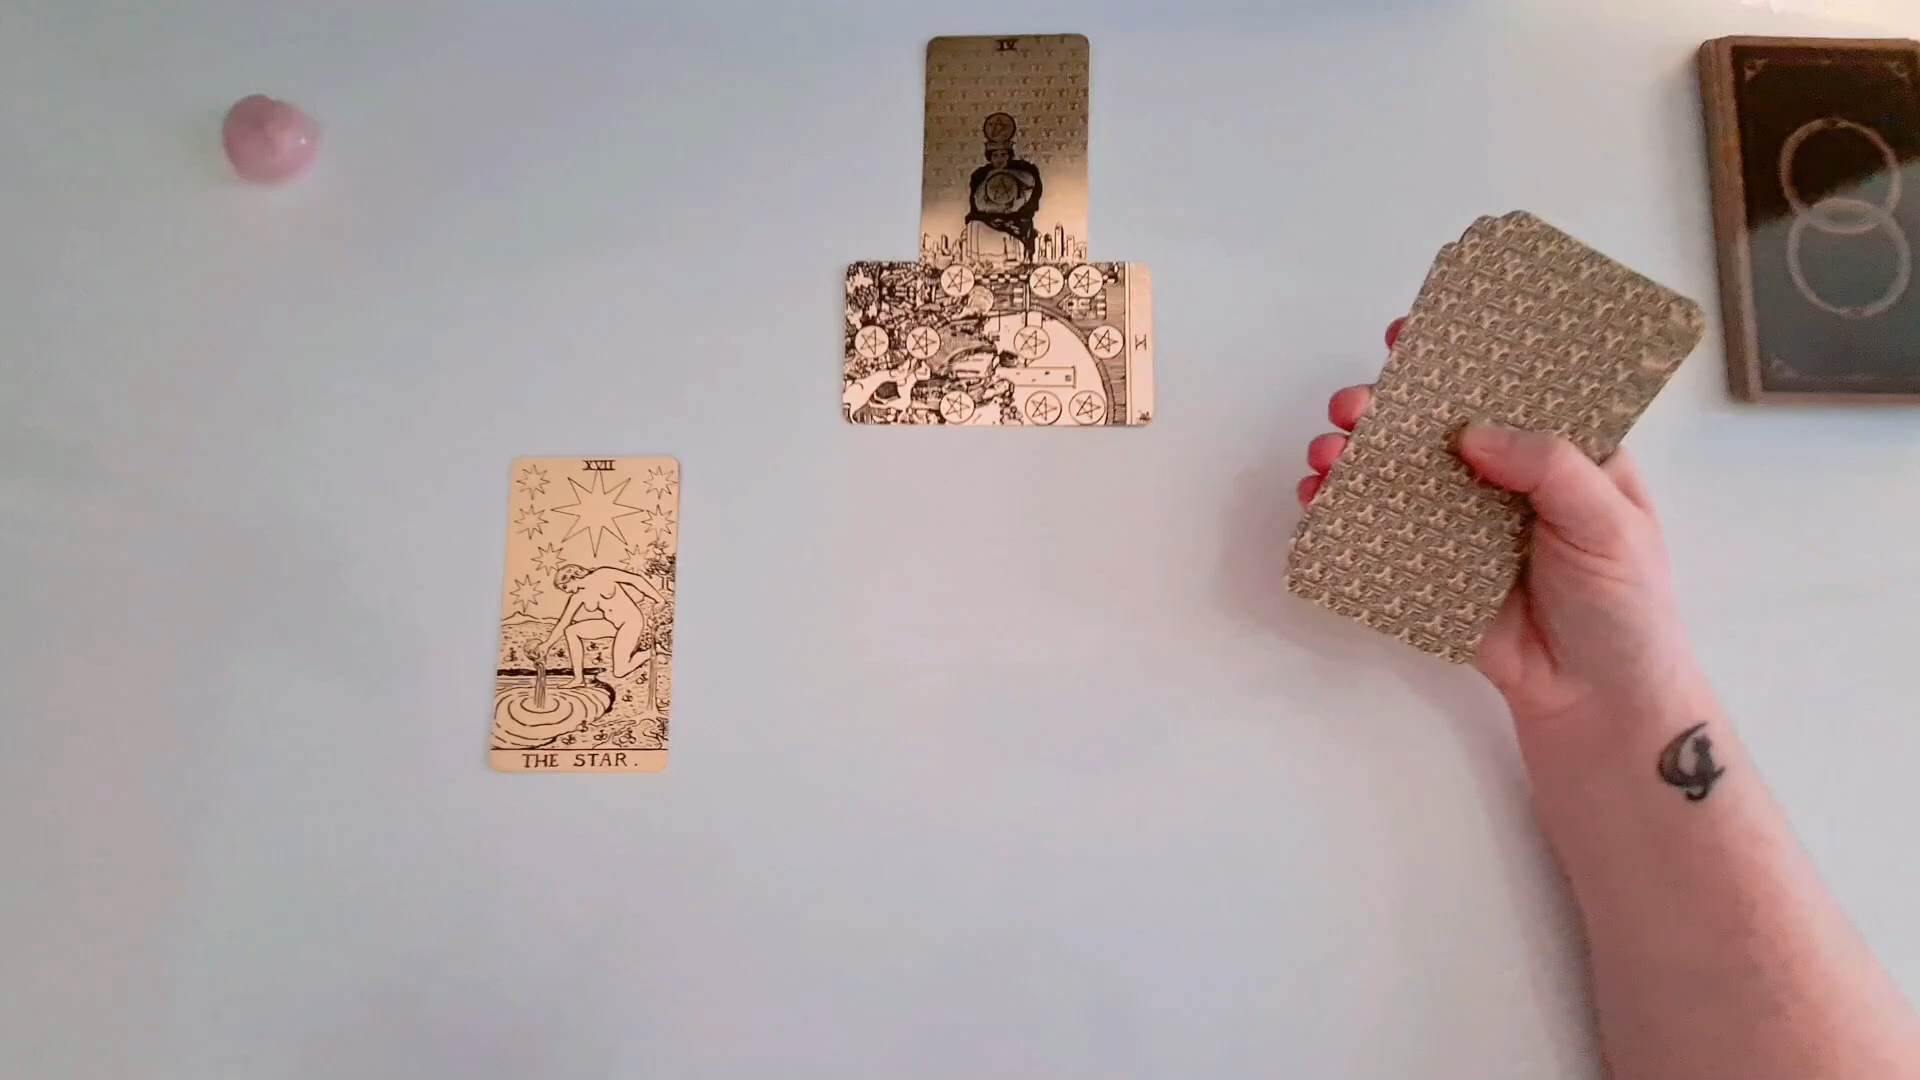 IV
X
XVII
THE STAR.